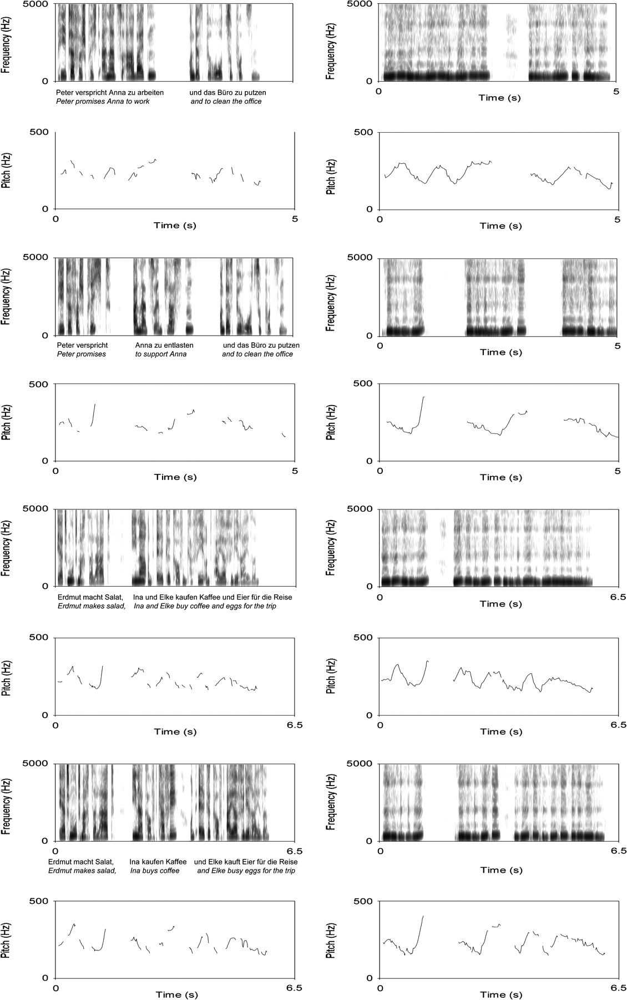 5000
Frequency (Hz)
0
Peter verspricht Anna zu arbeiten und das Büro zu putzen
Peter promises Anna to work and to clean the office
5000
Frequency (Hz)
0
0 5
Time (s)
500
Pitch (Hz)
0
0 5
Time (s)
500
Pitch (Hz)
0
0 5
Time (s)
5000
Frequency (Hz)
0
Peter verspricht Anna zu entlasten und das Büro zu putzen
Peter promises to support Anna and to clean the office
5000
Frequency (Hz)
0
0 5
Time (s)
500
Pitch (Hz)
0
0 5
Time (s)
500
Pitch (Hz)
0
0 5
Time (s)
5000
Frequency (Hz)
0
Erdmut macht Salat, Ina und Elke kaufen Kaffee und Eier für die Reise
Erdmut makes salad, Ina and Elke buy coffee and eggs for the trip
5000
Frequency (Hz)
0
0 6.5
Time (s)
500
Pitch (Hz)
0
0 6.5
Time (s)
500
Pitch (Hz)
0
0 6.5
Time (s)
5000
Frequency (Hz)
0
0 6.5
Erdmut macht Salat, Ina kaufen Kaffee und Elke kauft Eier für die Reise
Erdmut makes salad, Ina buys coffee and Elke busy eggs for the trip
5000
Frequency (Hz)
0
0 6.5
Time (s)
500
Pitch (Hz)
0
0 6.5
Time (s)
500
Pitch (Hz)
0
0 6.5
Time (s)